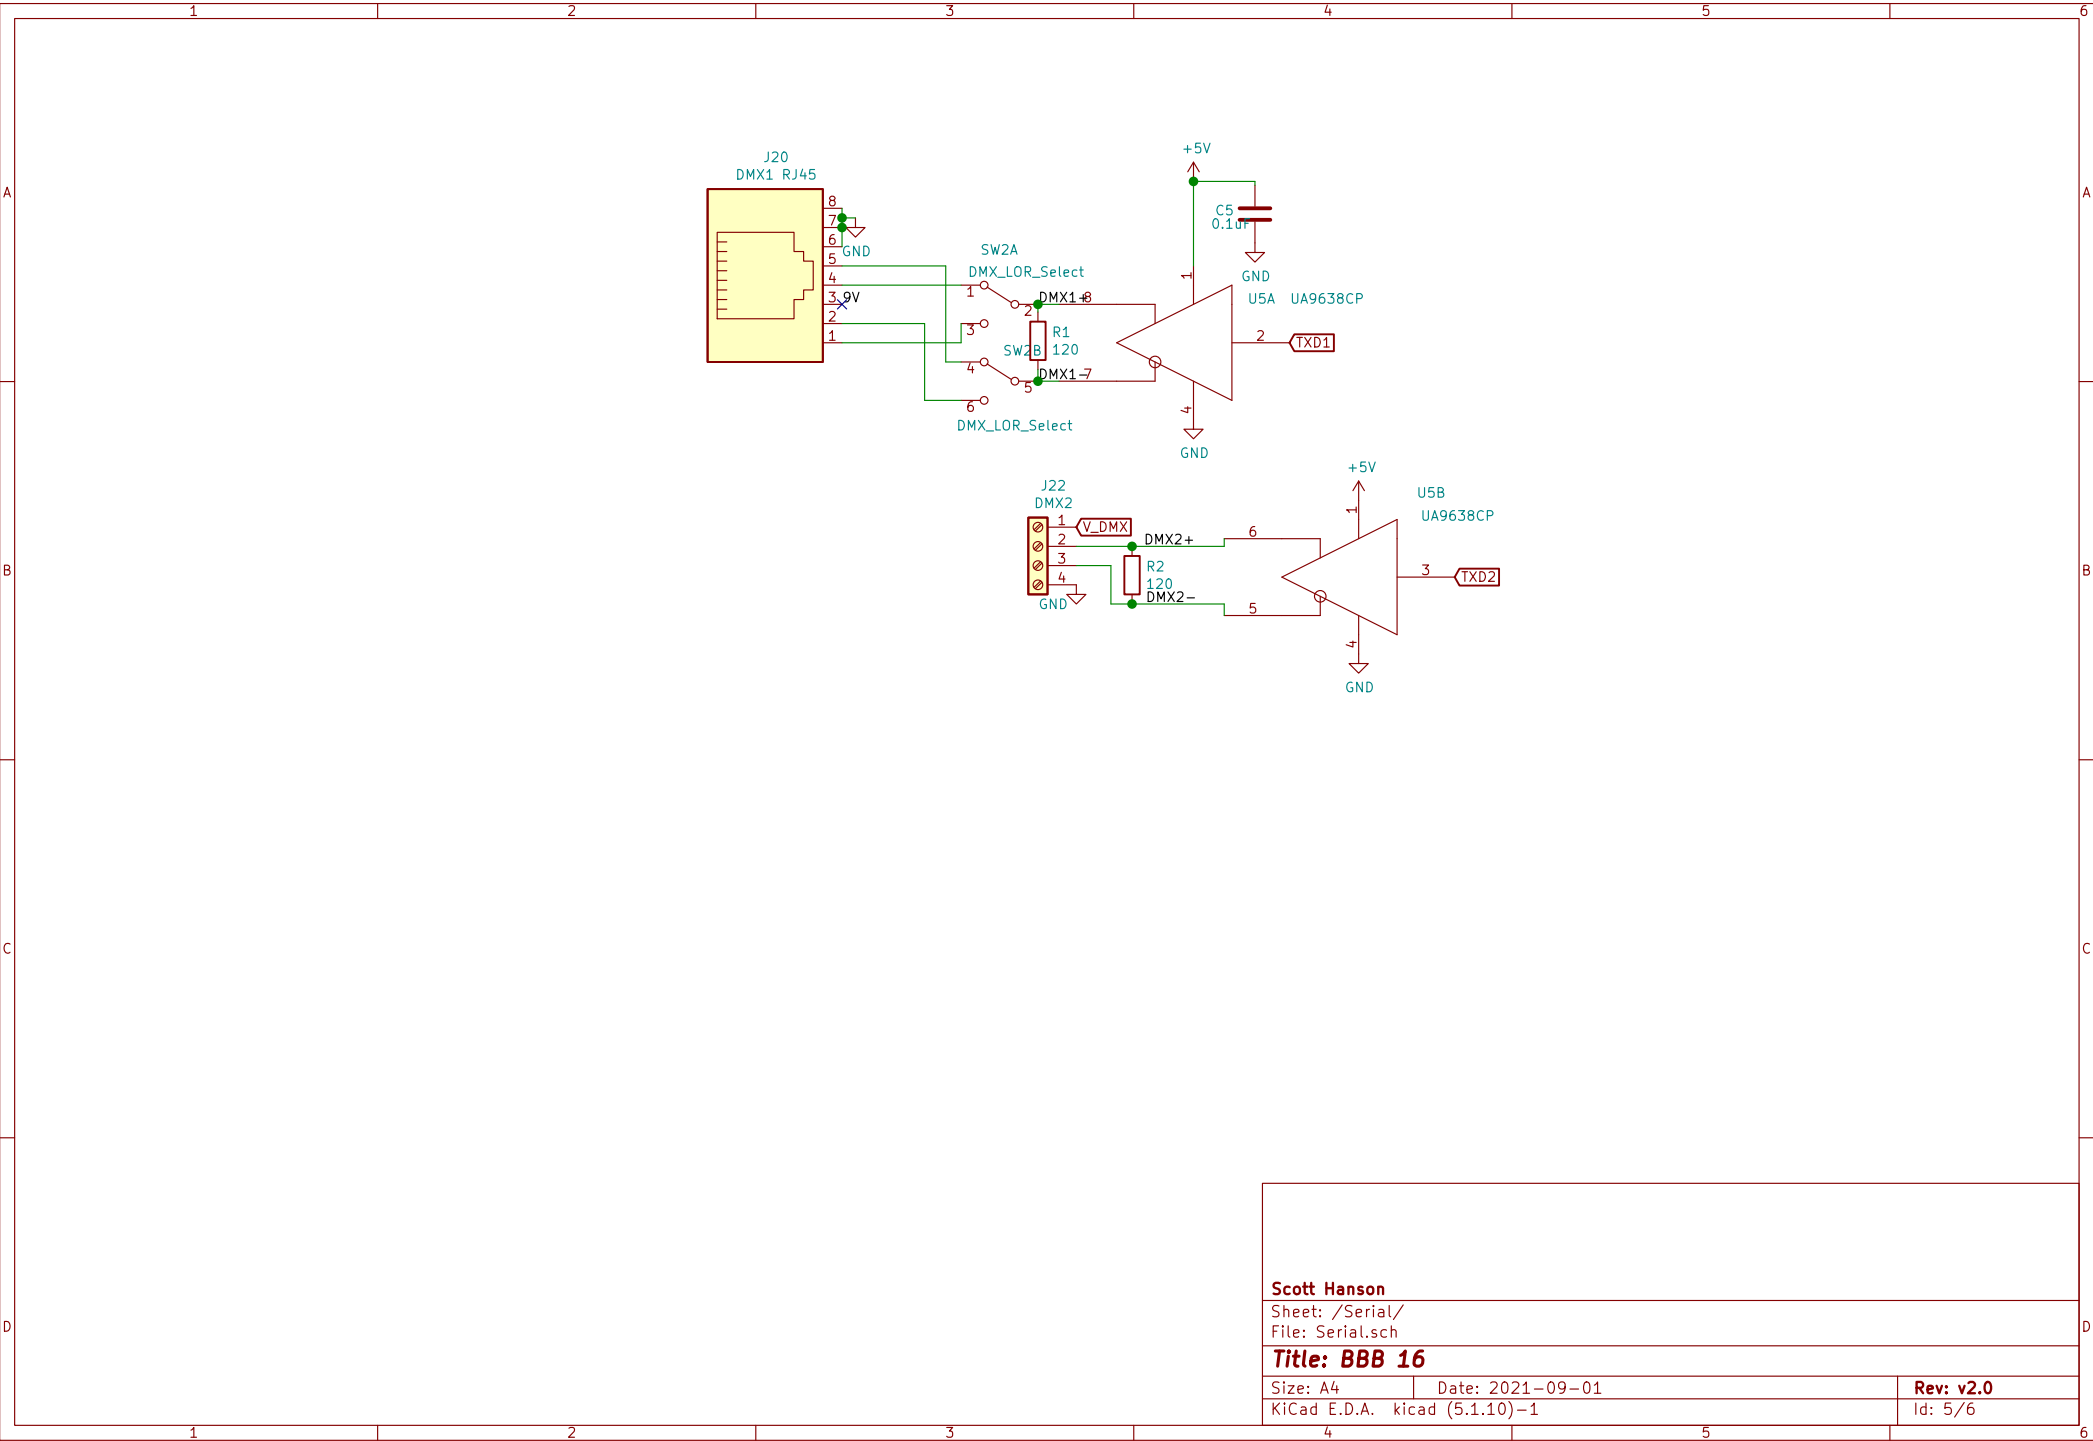 1 2 3 4 5 6
A A
B B
C C
D D
J20
DMX1 RJ45
8
7
6
5
4
3
2
1
GND
9V
SW2A
DMX_LOR_Select
1
2
3
SW2B
4
5
6
DMX_LOR_Select
DMX1+
8
R1
120
DMX1-
7
+5V
C5
0.1uF
GND
1
U5A UA9638CP
2
TXD1
4
GND
J22
DMX2
1
2
3
4
V_DMX
GND
DMX2+
R2
120
DMX2-
6
5
+5V
1
U5B
UA9638CP
3
TXD2
4
GND
Scott Hanson
Sheet: /Serial/
File: Serial.sch
Title: BBB 16
Size: A4 Date: 2021-09-01 Rev: v2.0
KiCad E.D.A. kicad (5.1.10)-1 Id: 5/6
1 2 3 4 5 6